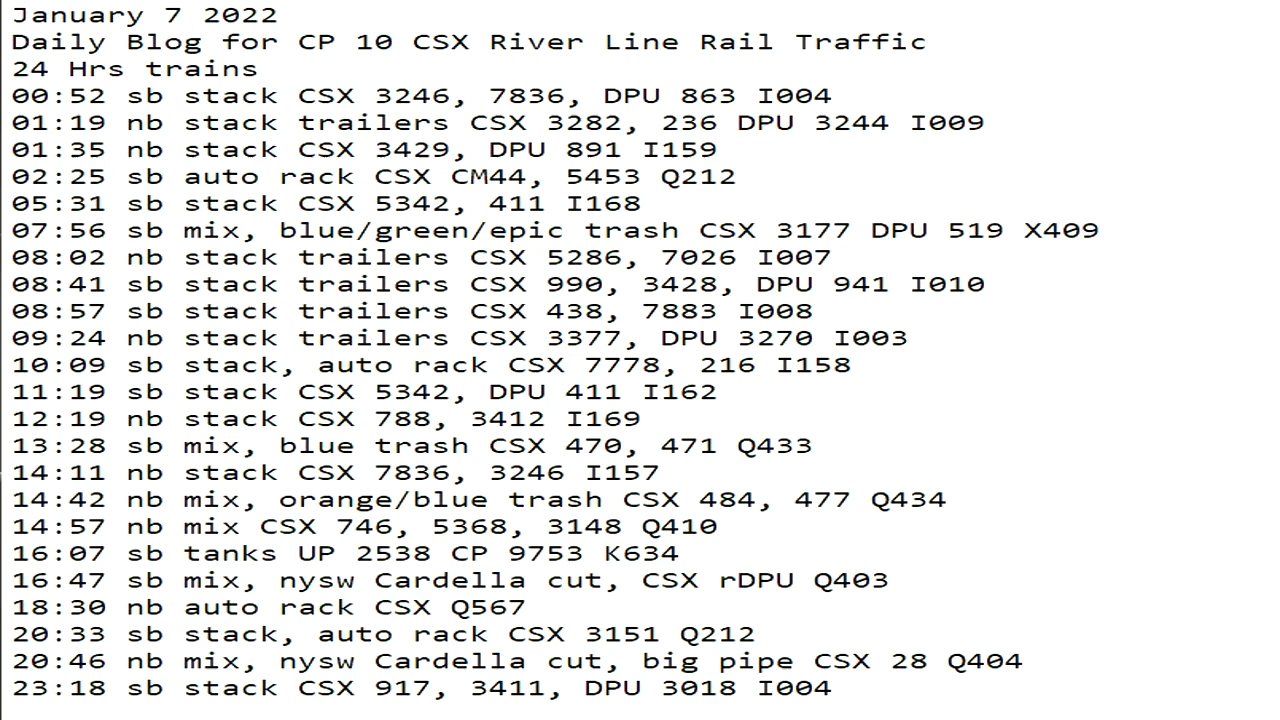 January 7 2022
Daily Blog for CP 10 CSX River Line Rail Traffic
24 Hrs trains
00:52 sb stack CSX 3246, 7836, DPU 863 I004
01:19 nb stack trailers CSX 3282, 236 DPU 3244 I009
01:35 nb stack CSX 3429, DPU 891 I159
02:25 sb auto rack CSX CM44, 5453 Q212
05:31 sb stack CSX 5342, 411 I168
07:56 sb mix, blue/green/epic trash CSX 3177 DPU 519 X409
08:02 nb stack trailers CSX 5286, 7026 I007
08:41 sb stack trailers CSX 990, 3428, DPU 941 I010
08:57 sb stack trailers CSX 438, 7883 I008
09:24 nb stack trailers CSX 3377, DPU 3270 I003
10:09 sb stack, auto rack CSX 7778, 216 I158
11:19 sb stack CSX 5342, DPU 411 I162
12:19 nb stack CSX 788, 3412 I169
13:28 sb mix, blue trash CSX 470, 471 Q433
14:11 nb stack CSX 7836, 3246 I157
14:42 nb mix, orange/blue trash CSX 484, 477 Q434
14:57 nb mix CSX 746, 5368, 3148 Q410
16:07 sb tanks UP 2538 CP 9753 K634
16:47 sb mix, nysw Cardella cut, CSX rDPU Q403
18:30 nb auto rack CSX Q567
20:33 sb stack, auto rack CSX 3151 Q212
20:46 nb mix, nysw Cardella cut, big pipe CSX 28 Q404
23:18 sb stack CSX 917, 3411, DPU 3018 I004